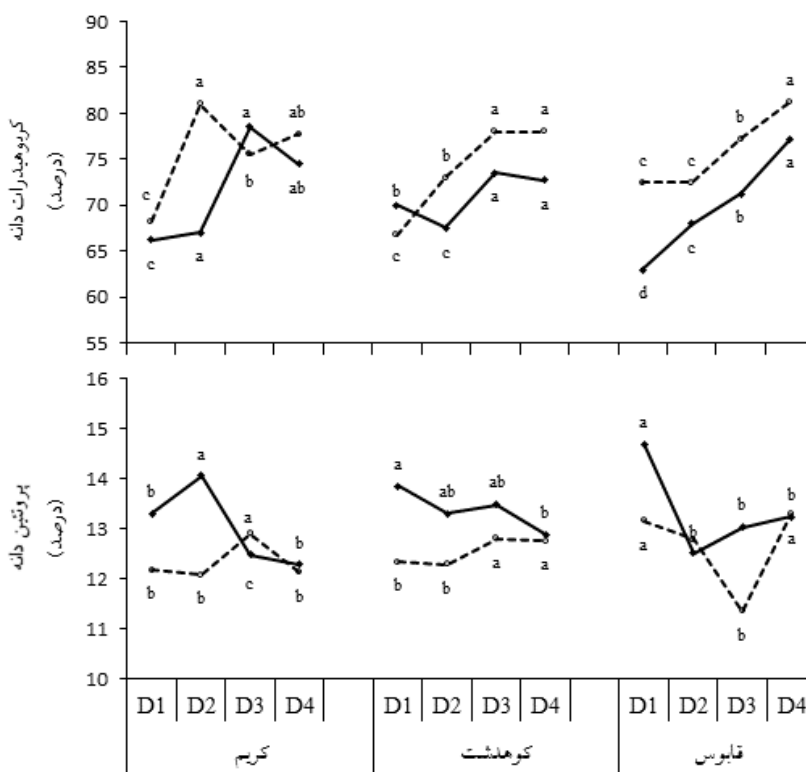 90
85
80
75
70
65
60
55
کربوهیدرات دانه
(درصد)
c a a ab
c a b ab
b b a a
c c a a
c c b a
d c b a
16
15
14
13
12
11
10
پروتئین دانه
(درصد)
b a a b
b b c b
a ab ab b
b b a a
a b b b
a b a
D1 D2 D3 D4 D1 D2 D3 D4 D1 D2 D3 D4
کریم کوهدشت قابوس